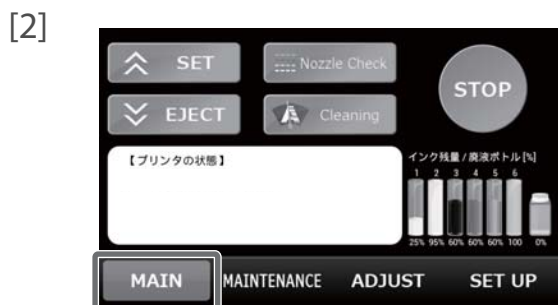 [2]
SET
Nozzle Check
STOP
EJECT
Cleaning
【プリンタの状態】
インク残量 / 廃液ボトル [%]
1 2 3 4 5 6
25% 95% 60% 60% 60% 100 0%
MAIN MAINTENANCE ADJUST SET UP